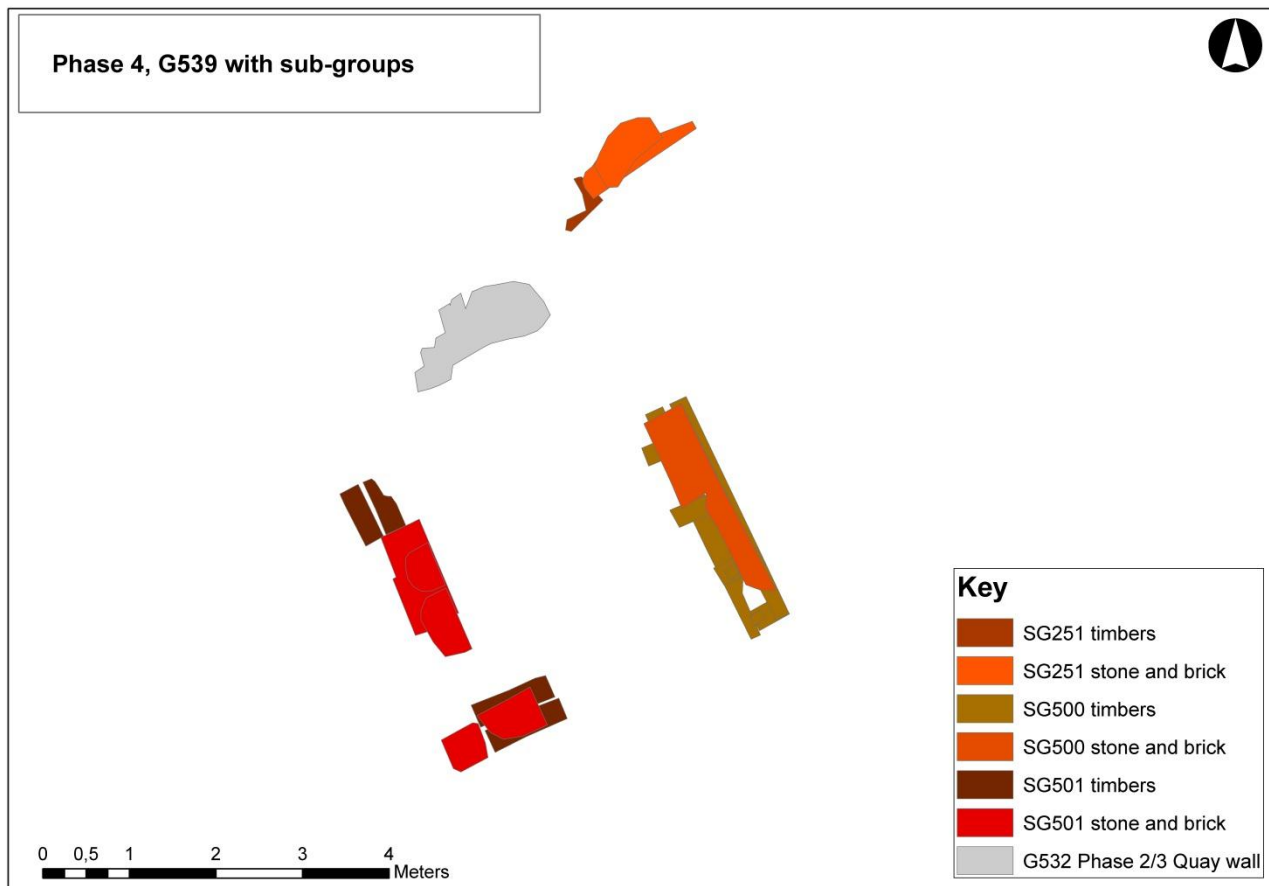 Phase 4, G539 with sub-groups
Key
SG251 timbers
SG251 stone and brick
SG500 timbers
SG500 stone and brick
SG501 timbers
SG501 stone and brick
G532 Phase 2/3 Quay wall
0 0,5 1 2 3 4
Meters